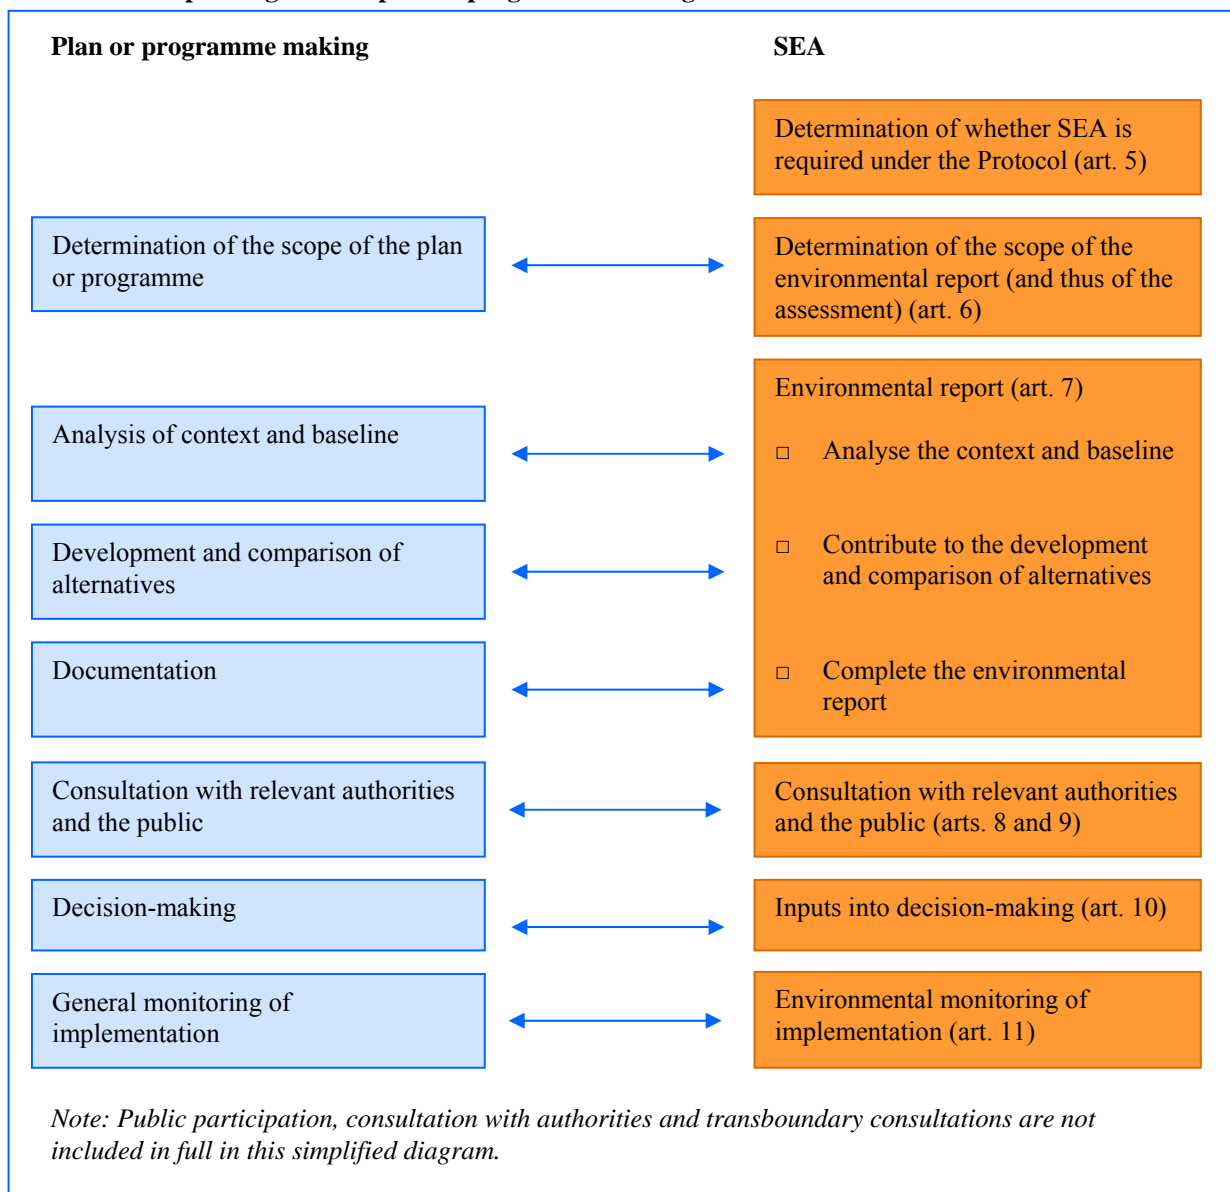 Plan or programme making
SEA
Determination of whether SEA is
required under the Protocol (art. 5)
Determination of the scope of the plan
or programme
Determination of the scope of the
environmental report (and thus of the
assessment) (art. 6)
Environmental report (art. 7)
Analysis of context and baseline
□ Analyse the context and baseline
Development and comparison of
alternatives
□ Contribute to the development
and comparison of alternatives
Documentation
□ Complete the environmental
report
Consultation with relevant authorities
and the public
Consultation with relevant authorities
and the public (arts. 8 and 9)
Decision-making
Inputs into decision-making (art. 10)
General monitoring of
implementation
Environmental monitoring of
implementation (art. 11)
Note: Public participation, consultation with authorities and transboundary consultations are not
included in full in this simplified diagram.